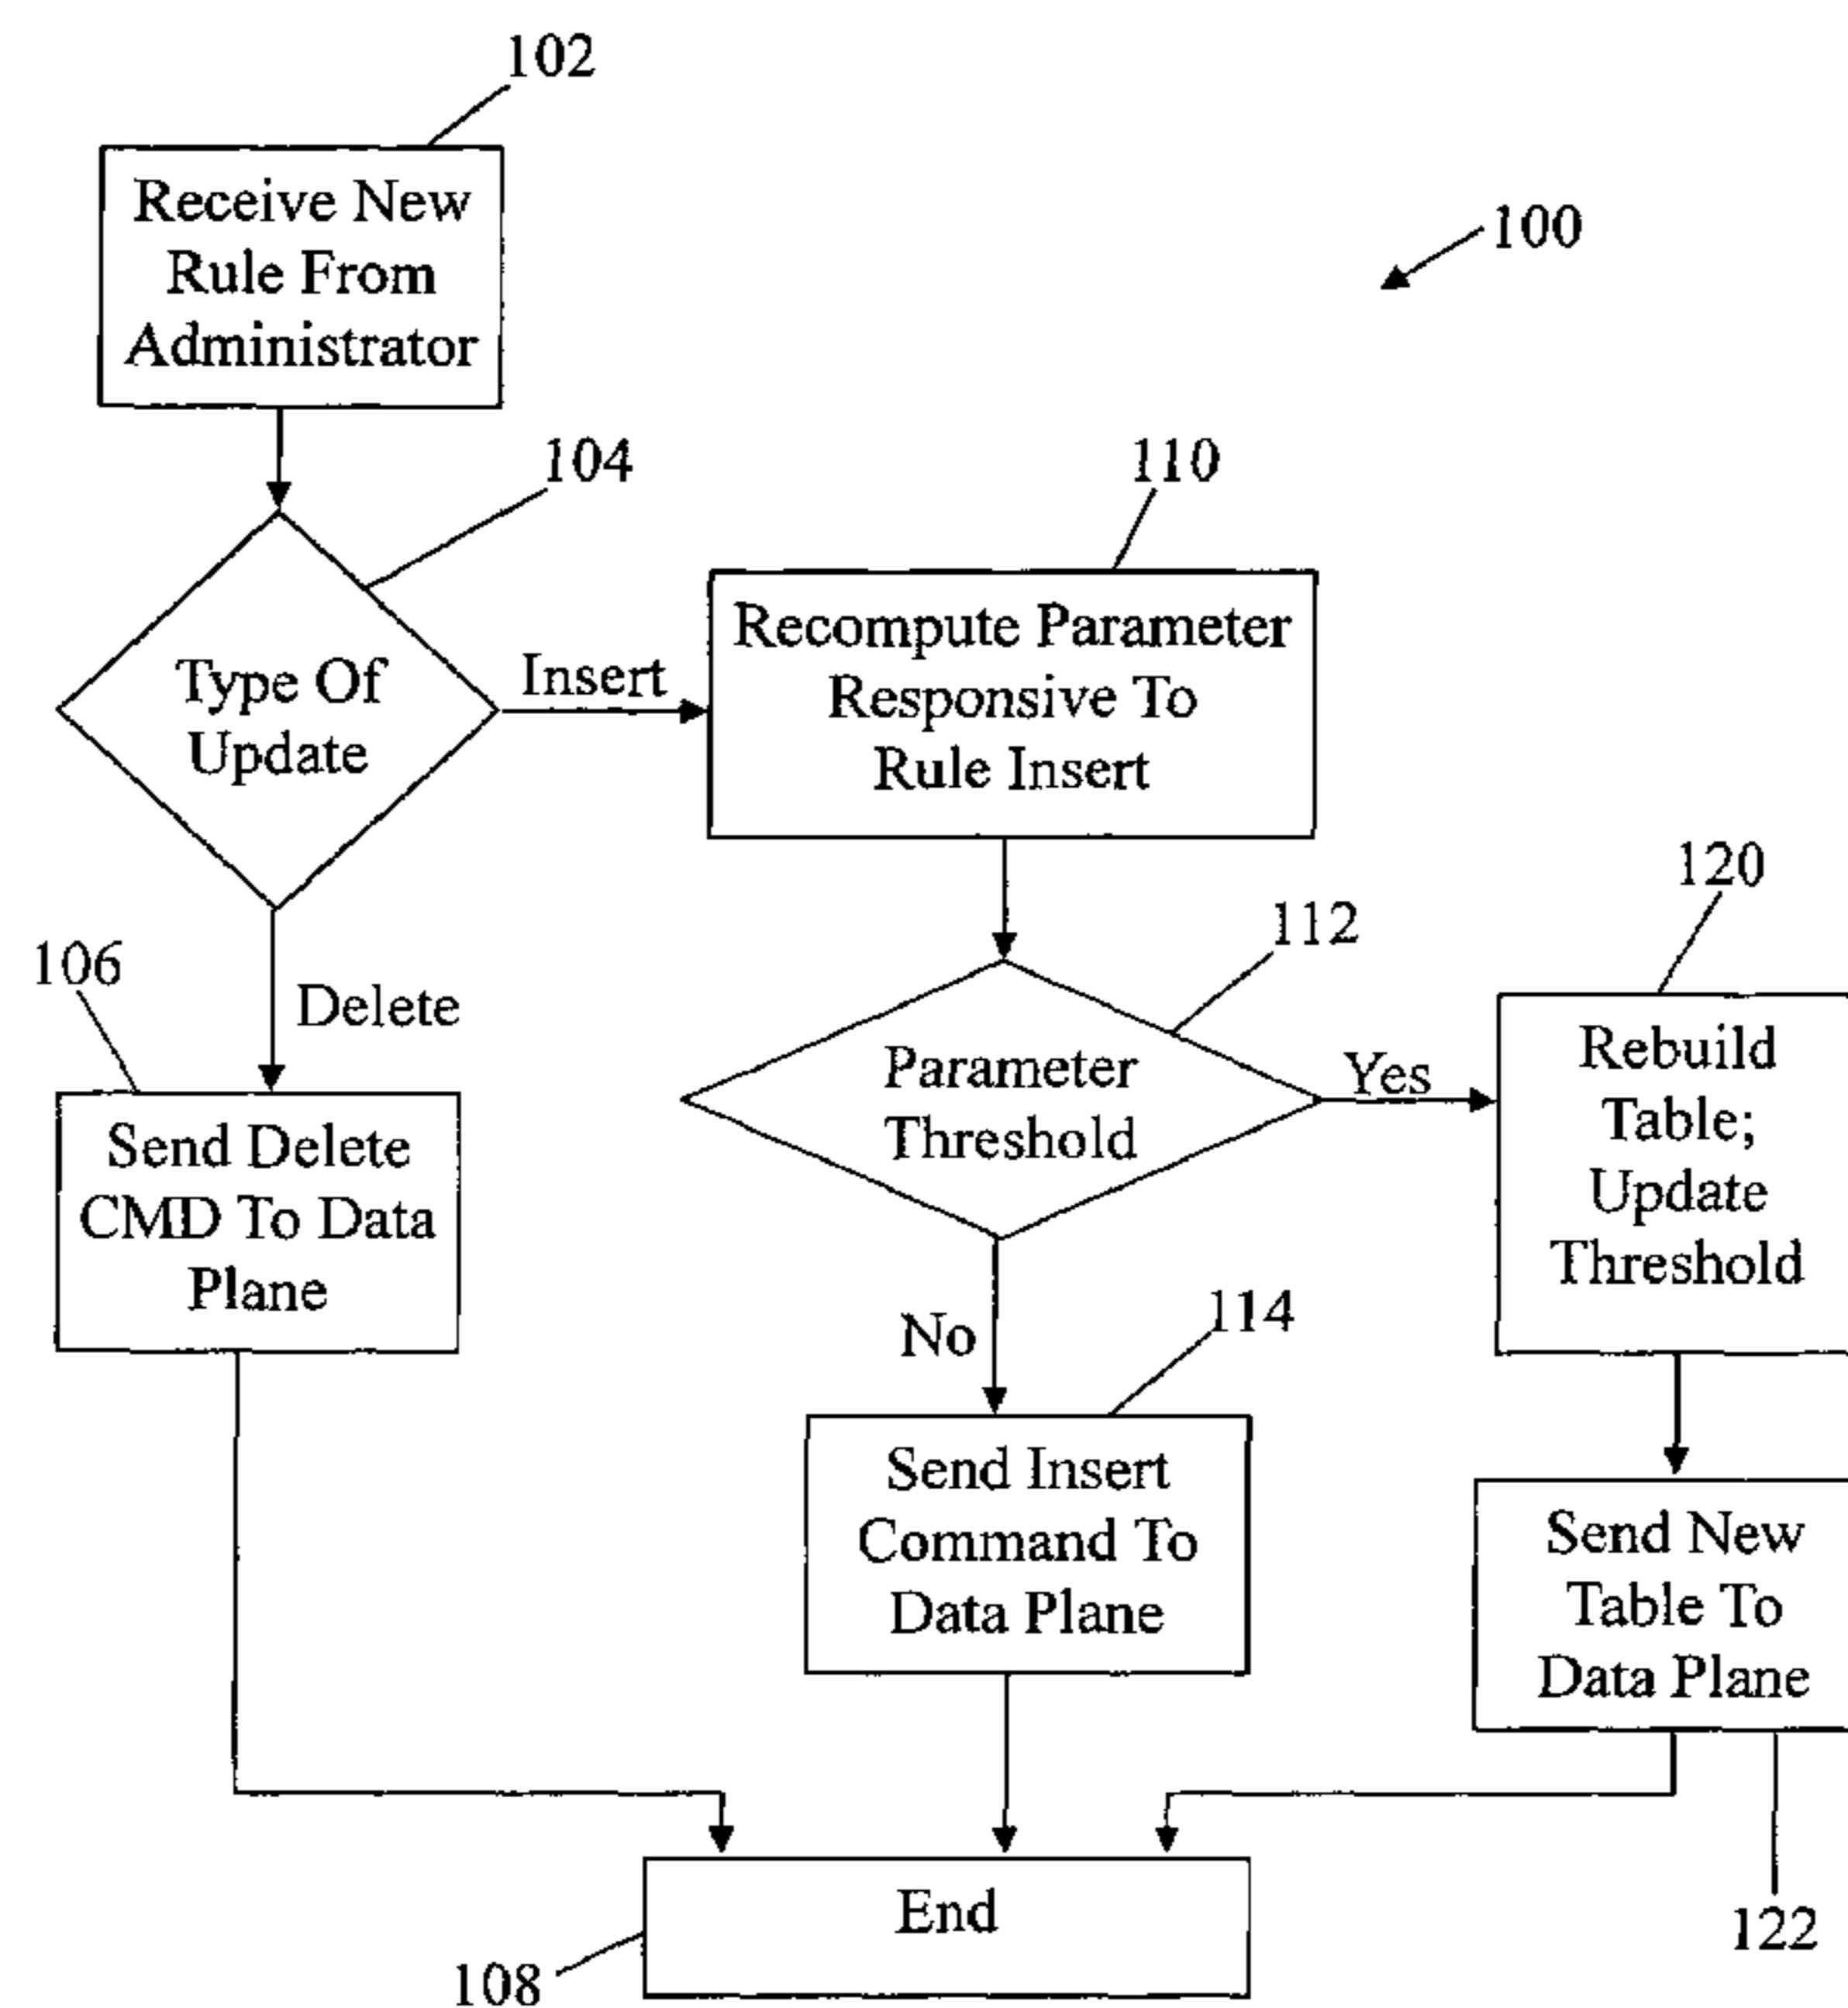 102
Receive New
Rule From
Administrator
100
104
Type Of
Update
Insert
110
Recompute Parameter
Responsive To
Rule Insert
106
Delete
Send Delete
CMD To Data
Plane
112
Parameter
Threshold
Yes
120
Rebuild
Table;
Update
Threshold
No
114
Send Insert
Command To
Data Plane
Send New
Table To
Data Plane
122
End
108